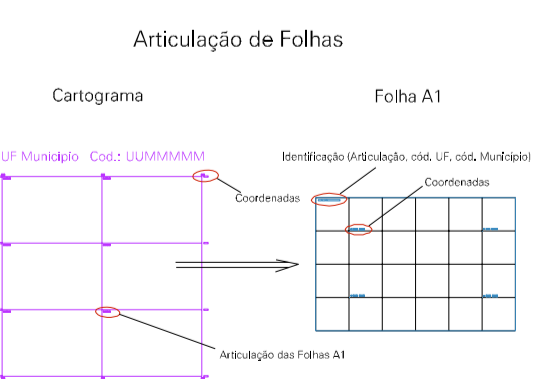 Articulação de Folhas
Cartograma
Folha A1
UF Municipio Cod.: UUMMMMM
Identificação (Articulação, cód. UF, cód. Município)
Coordenadas
Coordenadas
Articulação das Folhas A1